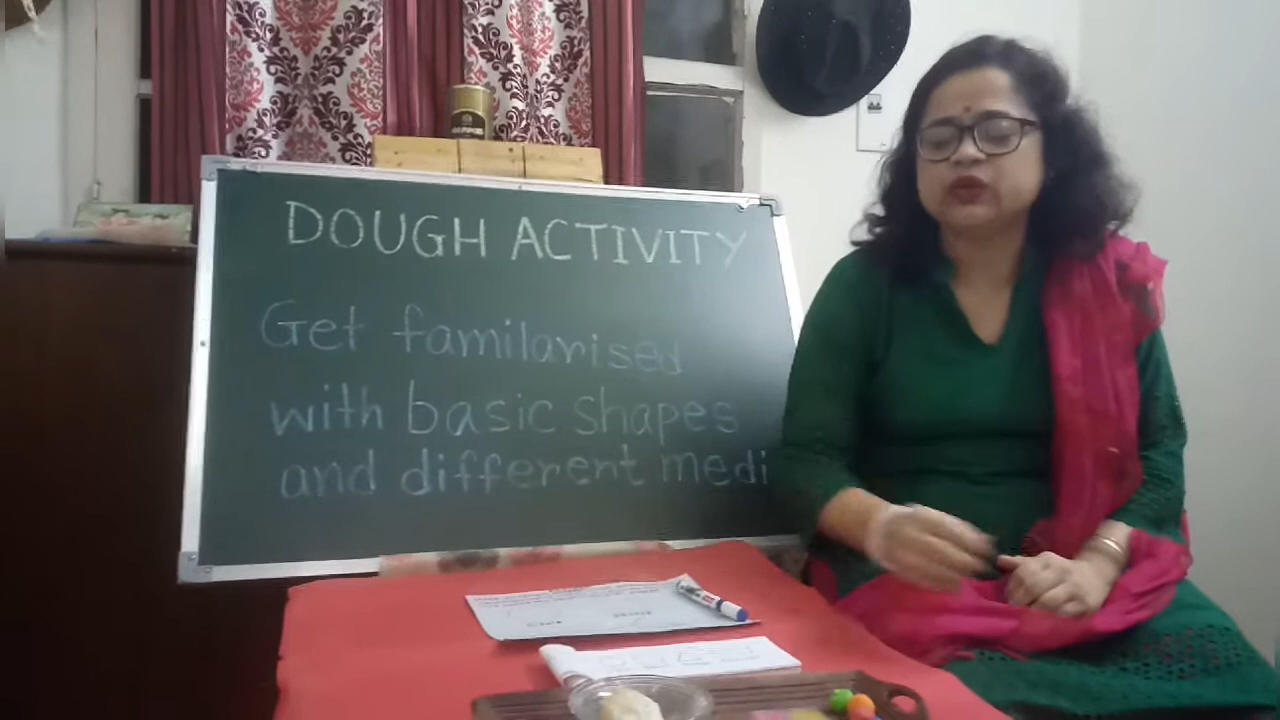 DOUGH ACTIVITY
Get familarised
with basic shapes
and different medi